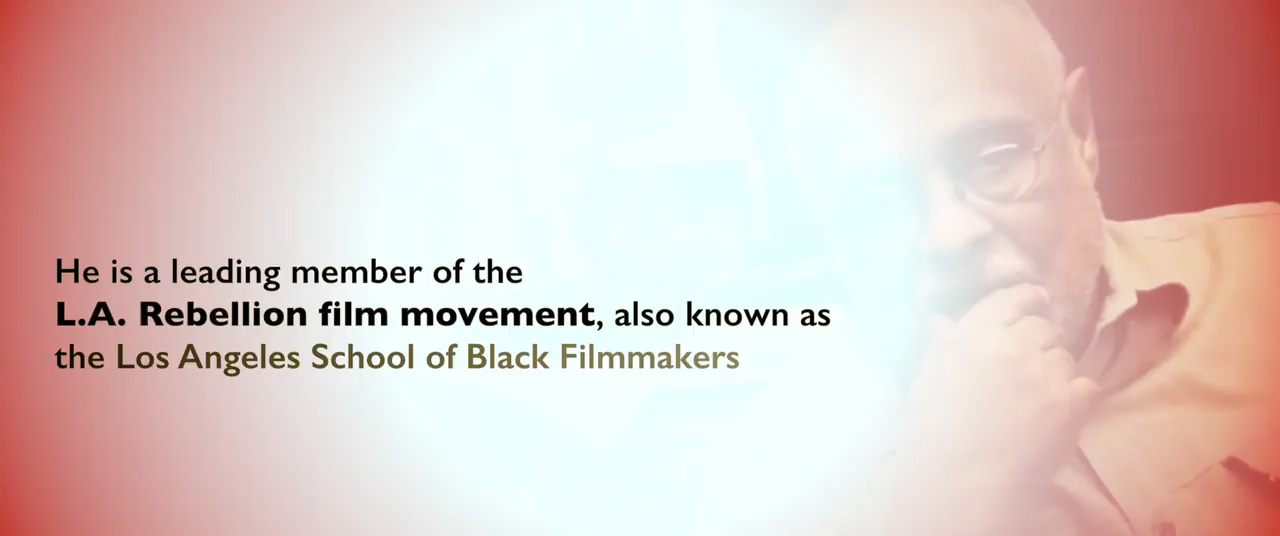 He is a leading member of the
L.A. Rebellion film movement, also known as
the Los Angeles School of Black Filmmakers